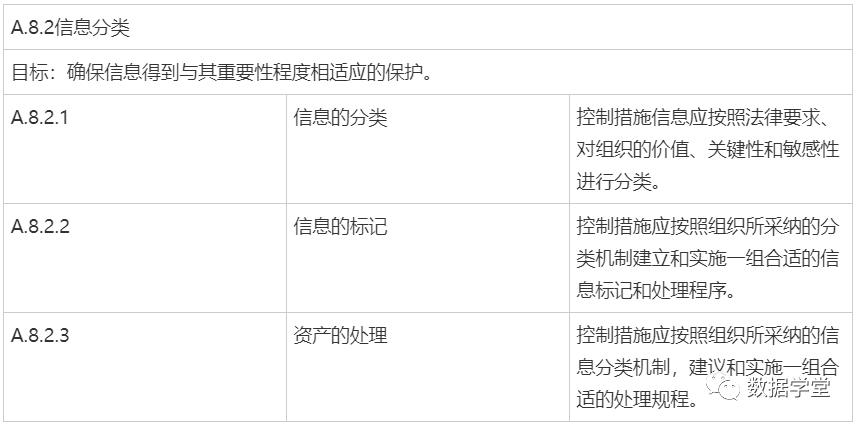 A.8.2信息分类
目标：确保信息得到与其重要性程度相适应的保护。
A.8.2.1
信息的分类
控制措施信息应按照法律要求、
对组织的价值、关键性和敏感性
进行分类。
A.8.2.2
信息的标记
控制措施应按照组织所采纳的分
类机制建立和实施一组合适的信
息标记和处理程序。
A.8.2.3
资产的处理
控制措施应按照组织所采纳的信
息分类机制，建议和实施一组合
适的处理规程。
数据学堂